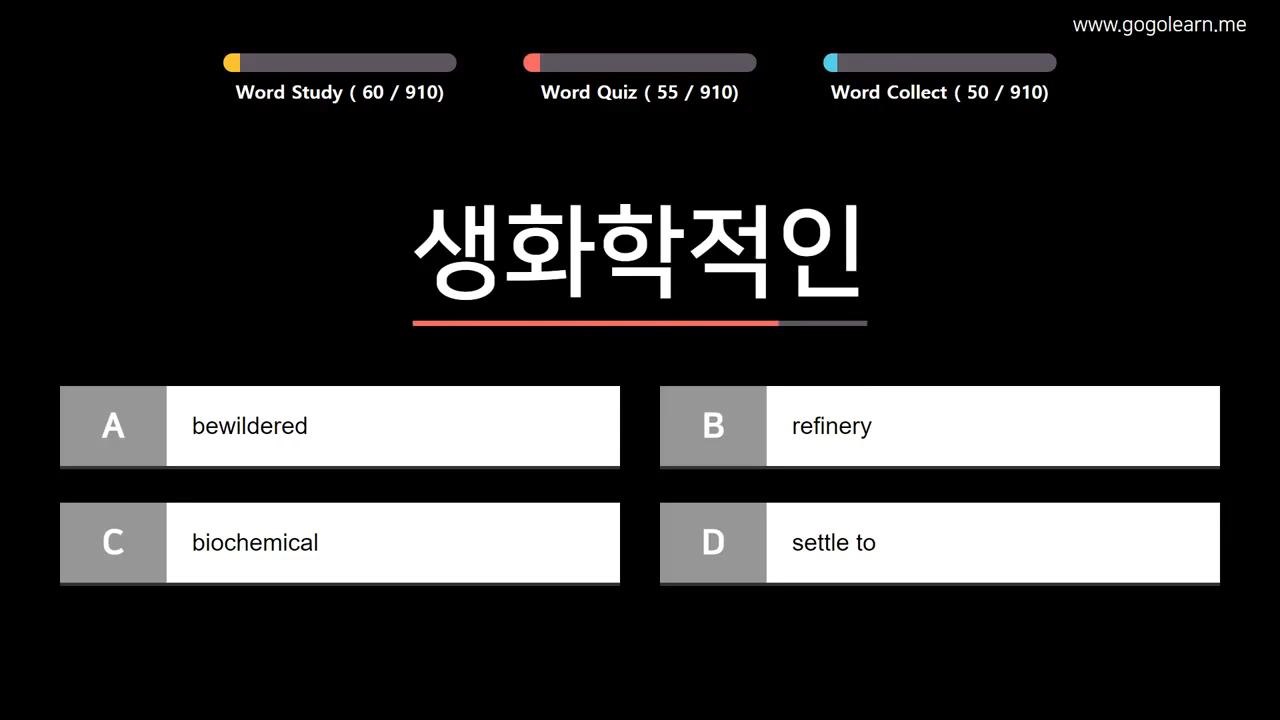 www.gogolearn.me
Word Study ( 60 / 910)
Word Quiz ( 55 / 910)
Word Collect ( 50 / 910)
생화학적인
A bewildered
B refinery
C biochemical
D settle to